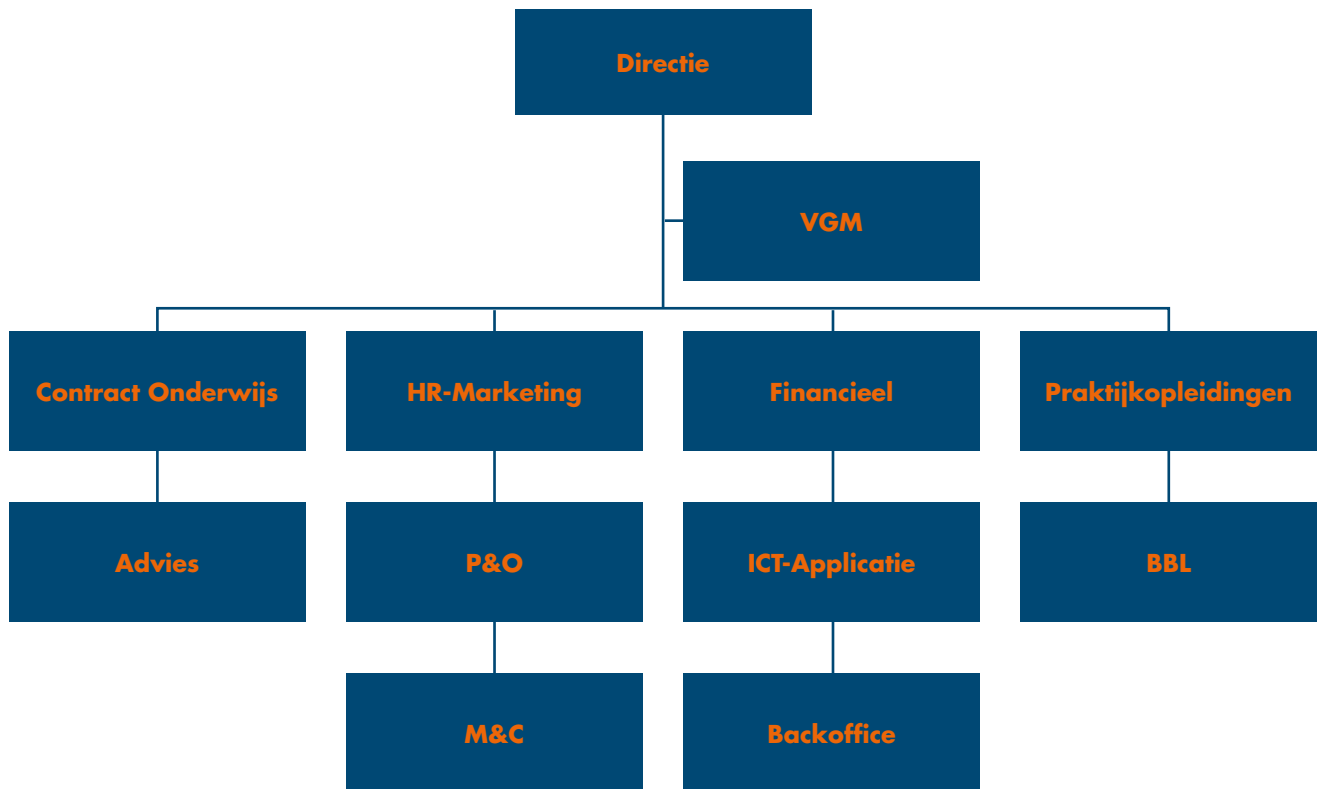 Directie
VGM
Contract Onderwijs
HR-Marketing
Financieel
Praktijkopleidingen
Advies
P&O
ICT-Applicatie
BBL
M&C
Backoffice